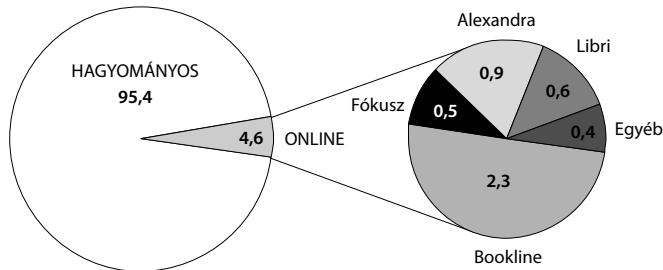 HAGYOMÁNYOS
95,4
4,6
ONLINE
Alexandra
0,9
Libri
0,6
Fókusz
0,5
Egyéb
0,4
2,3
Bookline